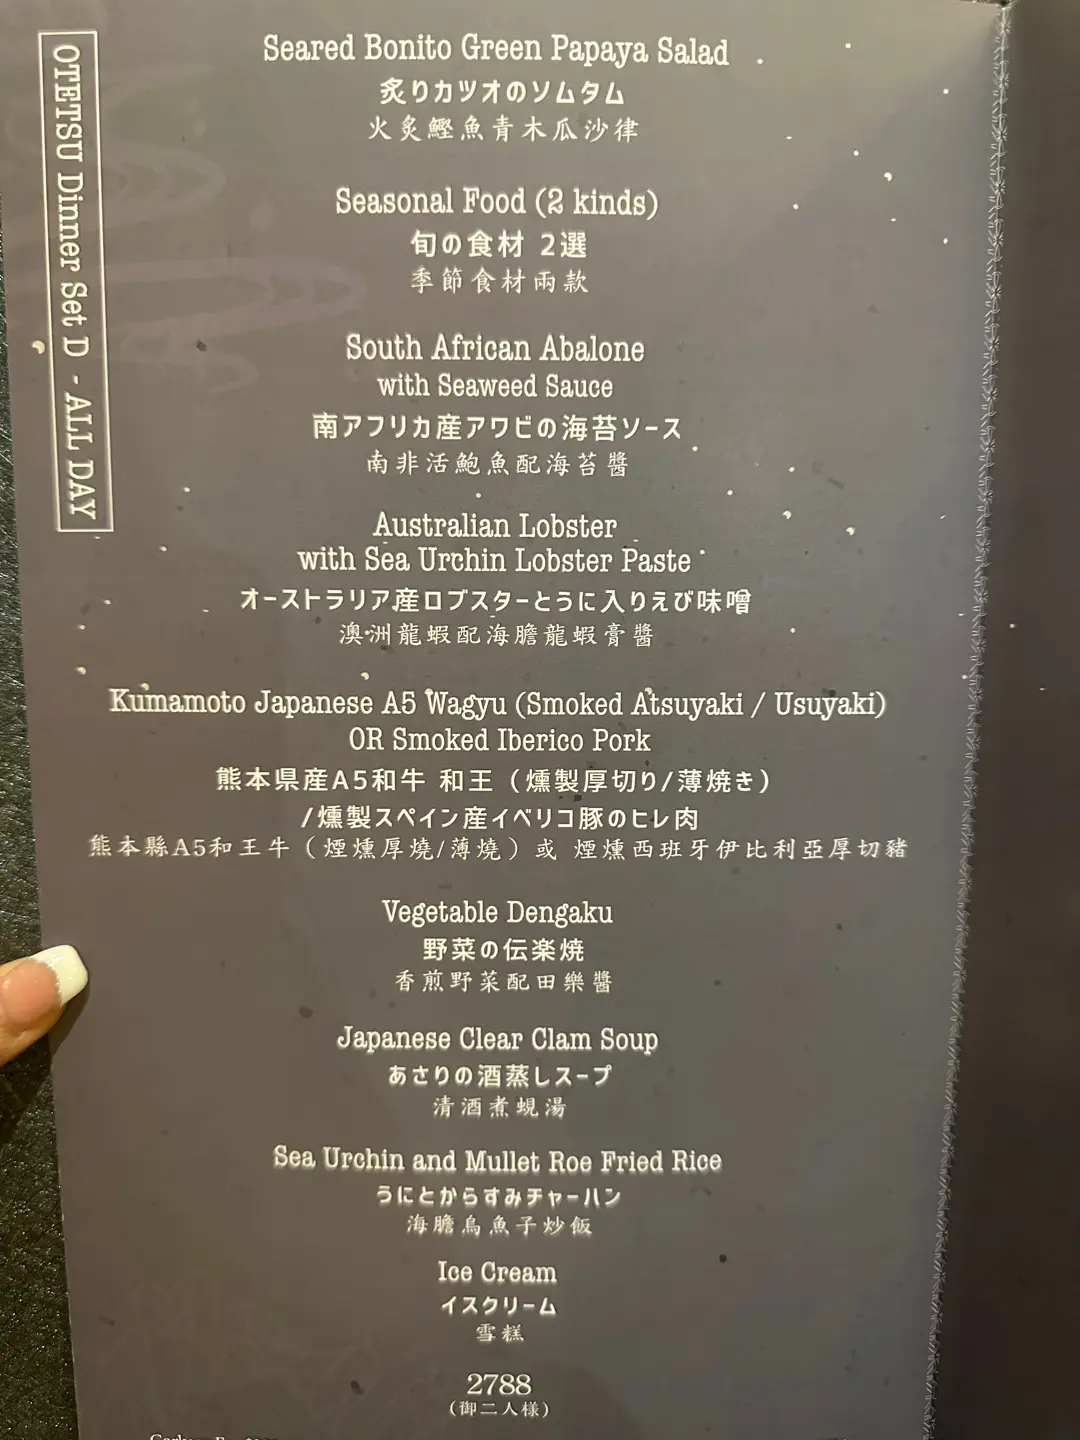 OTETSU Dinner Set D - ALL DAY
Seared Bonito Green Papaya Salad
炙りカツオのソムタム
火炙鰹魚青木瓜沙律
Seasonal Food (2 kinds)
旬の食材 2選
季節食材兩款
South African Abalone
with Seaweed Sauce
南アフリカ産アワビの海苔ソース
南非活鮑魚配海苔醬
Australian Lobster
with Sea Urchin Lobster Paste
オーストラリア産ロブスターとうに入りえび味噌
澳洲龍蝦配海膽龍蝦膏醬
Kumamoto Japanese A5 Wagyu (Smoked Atsuyaki / Usuyaki)
OR Smoked Iberico Pork
熊本県産A5和牛 和王（燻製厚切り/薄焼き）
/燻製スペイン産イベリコ豚のヒレ肉
熊本縣A5和王牛（煙燻厚燒/薄燒）或 煙燻西班牙伊比利亞厚切豬
Vegetable Dengaku
野菜の伝楽焼
香煎野菜配田樂醬
Japanese Clear Clam Soup
あさりの酒蒸しスープ
清酒煮蜆湯
Sea Urchin and Mullet Roe Fried Rice
うにとからすみチャーハン
海膽烏魚子炒飯
Ice Cream
イスクリーム
雪糕
2788
(御二人様)